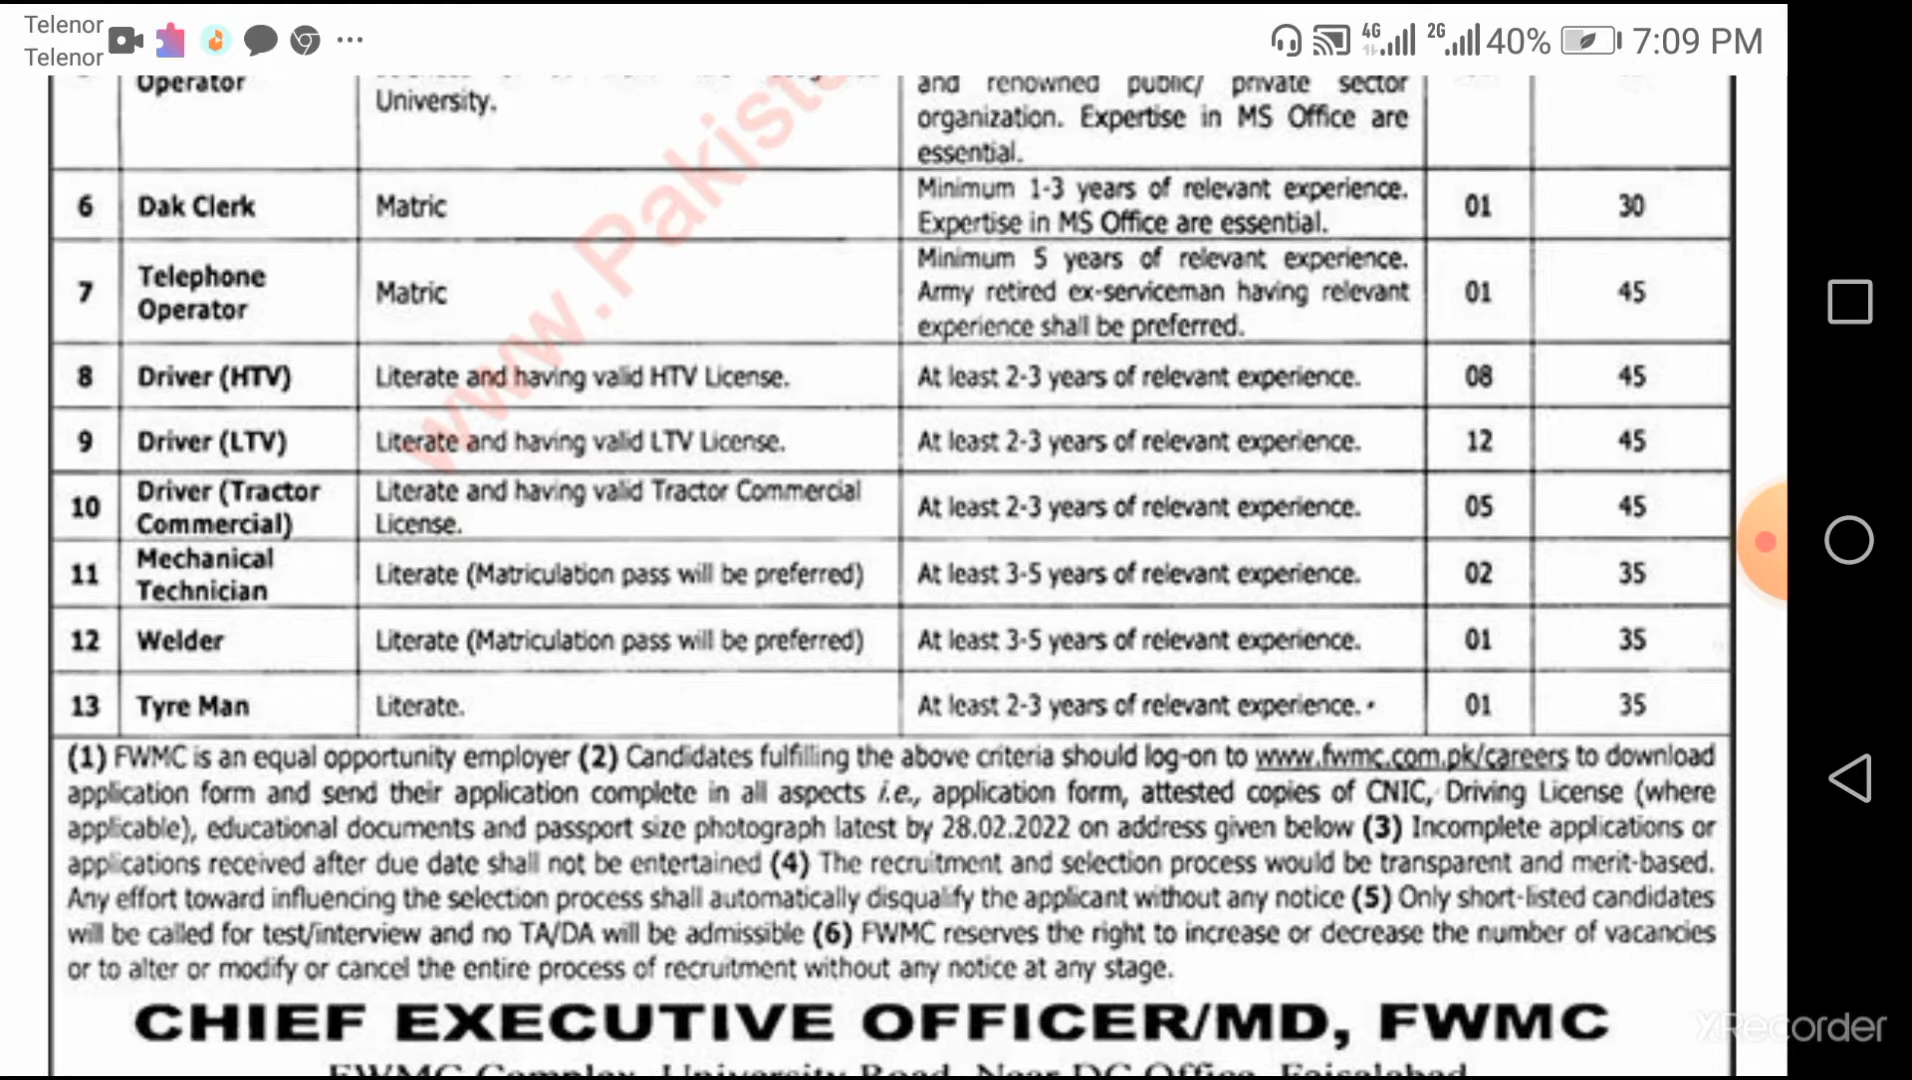 Telenor
Telenor
4G 2G 40% 7:09 PM
Operator
University.
and renowned public/ private sector
organization. Expertise in MS Office are
essential.
6 Dak Clerk Matric Minimum 1-3 years of relevant experience. 01 30
Expertise in MS Office are essential.
7 Telephone Operator Matric Minimum 5 years of relevant experience. 01 45
Army retired ex-serviceman having relevant
experience shall be preferred.
8 Driver (HTV) Literate and having valid HTV License. At least 2-3 years of relevant experience. 08 45
9 Driver (LTV) Literate and having valid LTV License. At least 2-3 years of relevant experience. 12 45
10 Driver (Tractor Commercial) Literate and having valid Tractor Commercial License. At least 2-3 years of relevant experience. 05 45
11 Mechanical Technician Literate (Matriculation pass will be preferred) At least 3-5 years of relevant experience. 02 35
12 Welder Literate (Matriculation pass will be preferred) At least 3-5 years of relevant experience. 01 35
13 Tyre Man Literate. At least 2-3 years of relevant experience. 01 35
www.Pakist
(1) FWMC is an equal opportunity employer (2) Candidates fulfilling the above criteria should log-on to www.fwmc.com.pk/careers to download
application form and send their application complete in all aspects i.e., application form, attested copies of CNIC, Driving License (where
applicable), educational documents and passport size photograph latest by 28.02.2022 on address given below (3) Incomplete applications or
applications received after due date shall not be entertained (4) The recruitment and selection process would be transparent and merit-based.
Any effort toward influencing the selection process shall automatically disqualify the applicant without any notice (5) Only short-listed candidates
will be called for test/interview and no TA/DA will be admissible (6) FWMC reserves the right to increase or decrease the number of vacancies
or to alter or modify or cancel the entire process of recruitment without any notice at any stage.
CHIEF EXECUTIVE OFFICER/MD, FWMC
FWMC Complex, University Road, Near DC Office, Faisalabad
XRecorder